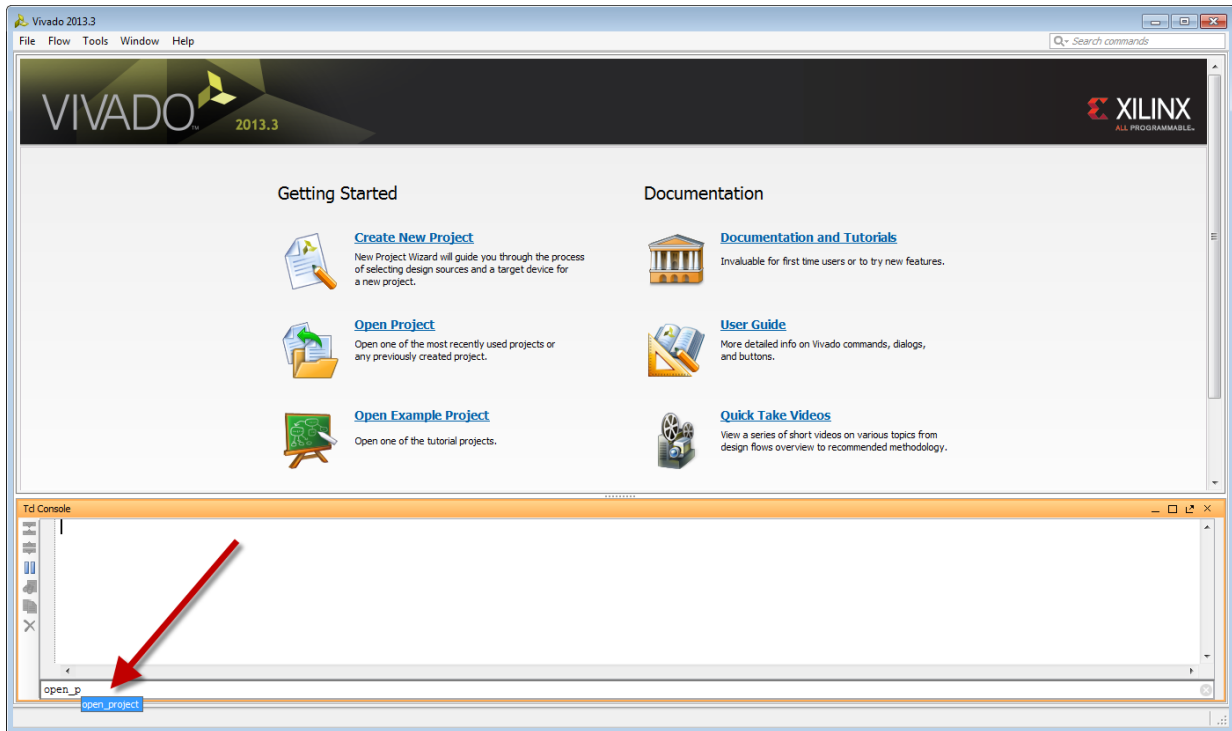 Vivado 2013.3
File Flow Tools Window Help
Search commands
VIVADO™ 2013.3
XILINX
ALL PROGRAMMABLE™
Getting Started
Create New Project
New Project Wizard will guide you through the process
of selecting design sources and a target device for
a new project.
Open Project
Open one of the most recently used projects or
any previously created project.
Open Example Project
Open one of the tutorial projects.
Documentation
Documentation and Tutorials
Invaluable for first time users or to try new features.
User Guide
More detailed info on Vivado commands, dialogs,
and buttons.
Quick Take Videos
View a series of short videos on various topics from
design flows overview to recommended methodology.
Tcl Console
open_p
open_project